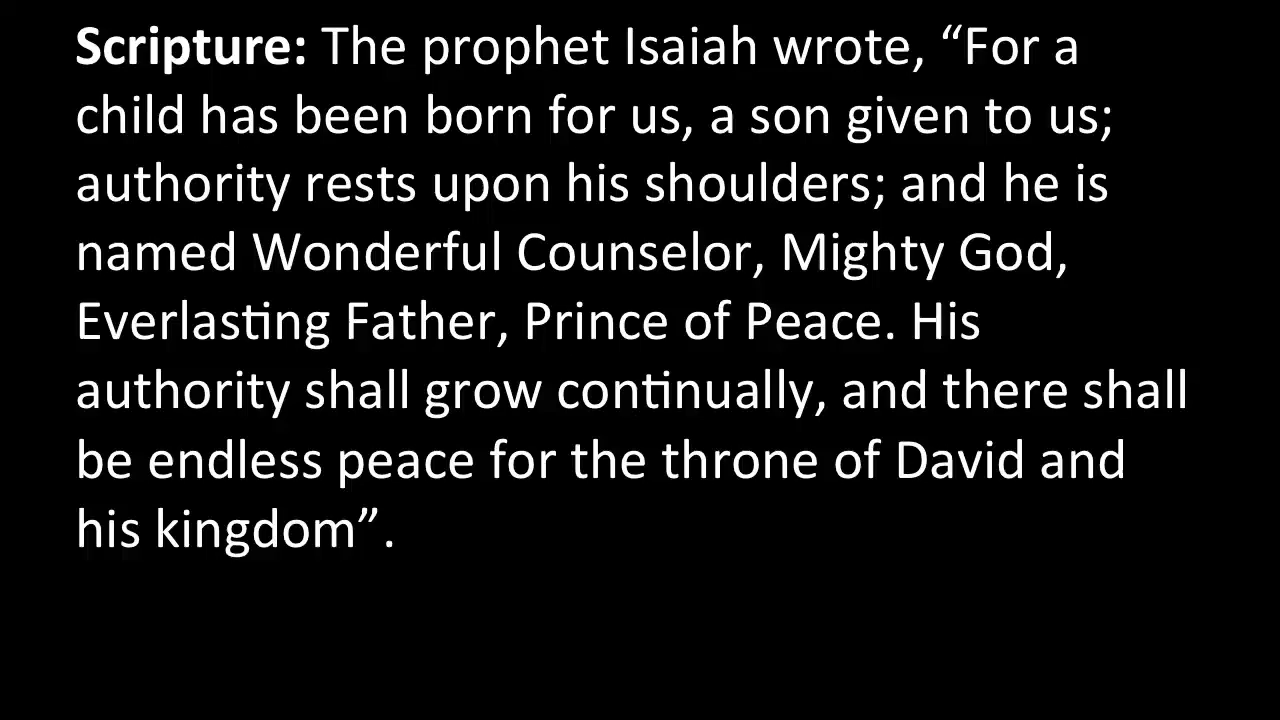 Scripture: The prophet Isaiah wrote, “For a
child has been born for us, a son given to us;
authority rests upon his shoulders; and he is
named Wonderful Counselor, Mighty God,
Everlasting Father, Prince of Peace. His
authority shall grow continually, and there shall
be endless peace for the throne of David and
his kingdom”.